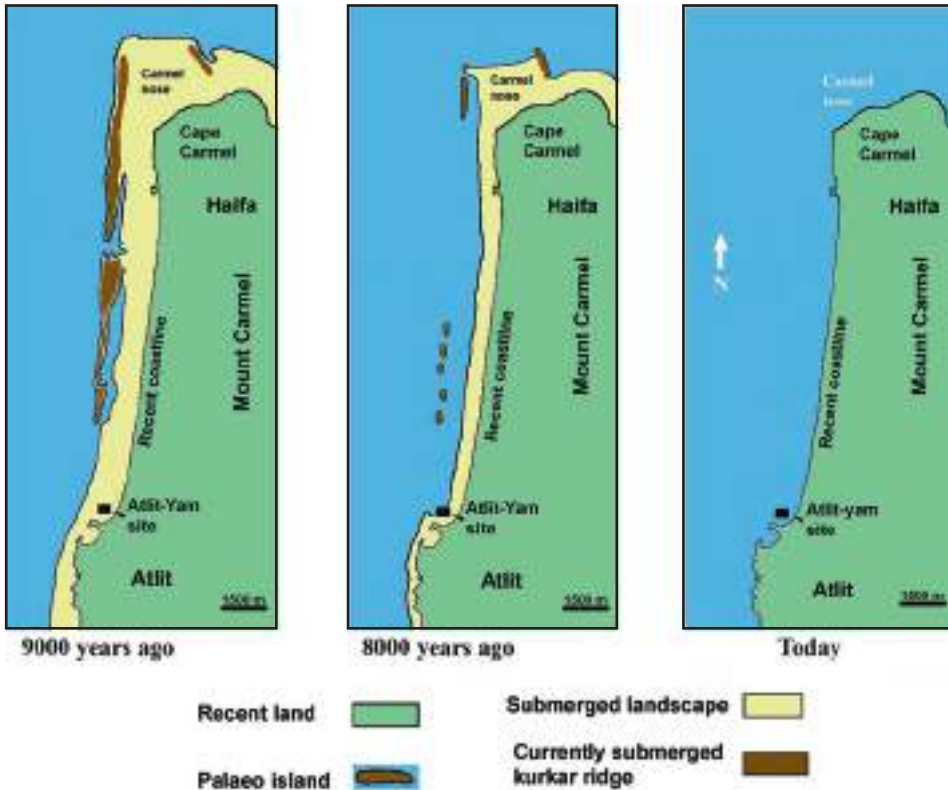 Carmel
nose
Cape
Carmel
Haifa
Mount Carmel
Recent coastline
Atlit-Yam
site
Atlit
1500 m
9000 years ago
Carmel
nose
Cape
Carmel
Haifa
Mount Carmel
Recent coastline
Atlit-Yam
site
Atlit
1500 m
8000 years ago
Carmel
nose
Cape
Carmel
N
Haifa
Mount Carmel
Recent coastline
Atlit-yam
site
Atlit
Today
Recent land
Submerged landscape
Palaeo island
Currently submerged
kurkar ridge